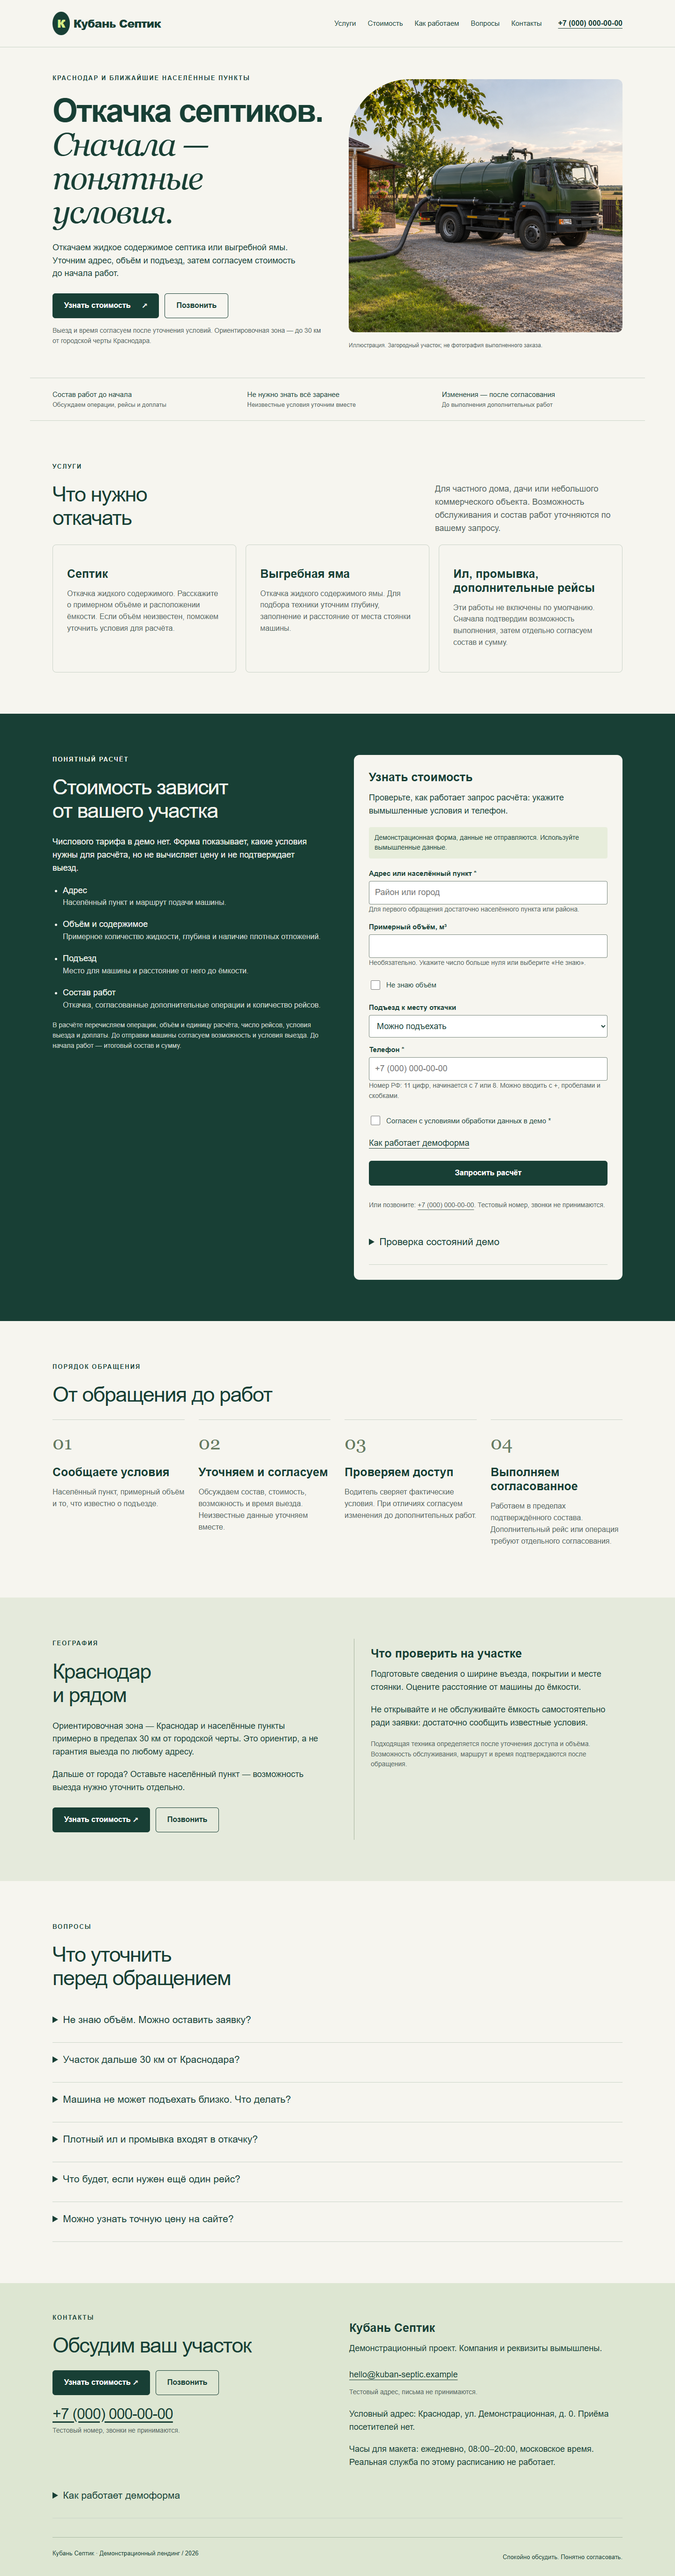 К Кубань Септик
Услуги Стоимость Как работаем Вопросы Контакты +7 (000) 000-00-00
КРАСНОДАР И БЛИЖАЙШИЕ НАСЕЛЁННЫЕ ПУНКТЫ
Откачка септиков.
Сначала —
понятные
условия.
Откачаем жидкое содержимое септика или выгребной ямы.
Уточним адрес, объём и подъезд, затем согласуем стоимость
до начала работ.
Узнать стоимость ↗ Позвонить
Выезд и время согласуем после уточнения условий. Ориентировочная зона — до 30 км
от городской черты Краснодара.
Иллюстрация. Загородный участок; не фотография выполненного заказа.
Состав работ до начала
Обсуждаем операции, рейсы и доплаты
Не нужно знать всё заранее
Неизвестные условия уточним вместе
Изменения — после согласования
До выполнения дополнительных работ
УСЛУГИ
Что нужно
откачать
Для частного дома, дачи или небольшого
коммерческого объекта. Возможность
обслуживания и состав работ уточняются по
вашему запросу.
Септик
Откачка жидкого содержимого. Расскажите
о примерном объёме и расположении
ёмкости. Если объём неизвестен, поможем
уточнить условия для расчёта.
Выгребная яма
Откачка жидкого содержимого ямы. Для
подбора техники уточним глубину,
заполнение и расстояние от места стоянки
машины.
Ил, промывка,
дополнительные рейсы
Эти работы не включены по умолчанию.
Сначала подтвердим возможность
выполнения, затем отдельно согласуем
состав и сумму.
ПОНЯТНЫЙ РАСЧЁТ
Стоимость зависит
от вашего участка
Числового тарифа в демо нет. Форма показывает, какие условия
нужны для расчёта, но не вычисляет цену и не подтверждает
выезд.
• Адрес
Населённый пункт и маршрут подачи машины.
• Объём и содержимое
Примерное количество жидкости, глубина и наличие плотных отложений.
• Подъезд
Место для машины и расстояние от него до ёмкости.
• Состав работ
Откачка, согласованные дополнительные операции и количество рейсов.
В расчёте перечисляем операции, объём и единицу расчёта, число рейсов, условия
выезда и доплаты. До отправки машины согласуем возможность и условия выезда. До
начала работ — итоговый состав и сумму.
Узнать стоимость
Проверьте, как работает запрос расчёта: укажите
вымышленные условия и телефон.
Демонстрационная форма, данные не отправляются. Используйте
вымышленные данные.
Адрес или населённый пункт *
Район или город
Для первого обращения достаточно населённого пункта или района.
Примерный объём, м³
Необязательно. Укажите число больше нуля или выберите «Не знаю».
Не знаю объём
Подъезд к месту откачки
Можно подъехать
Телефон *
+7 (000) 000-00-00
Номер РФ: 11 цифр, начинается с 7 или 8. Можно вводить с +, пробелами и
скобками.
Согласен с условиями обработки данных в демо *
Как работает демоформа
Запросить расчёт
Или позвоните: +7 (000) 000-00-00. Тестовый номер, звонки не принимаются.
▶ Проверка состояний демо
ПОРЯДОК ОБРАЩЕНИЯ
От обращения до работ
01
Сообщаете условия
Населённый пункт, примерный объём
и то, что известно о подъезде.
02
Уточняем и согласуем
Обсуждаем состав, стоимость,
возможность и время выезда.
Неизвестные данные уточняем
вместе.
03
Проверяем доступ
Водитель сверяет фактические
условия. При отличиях согласуем
изменения до дополнительных работ.
04
Выполняем
согласованное
Работаем в пределах
подтверждённого состава.
Дополнительный рейс или операция
требуют отдельного согласования.
ГЕОГРАФИЯ
Краснодар
и рядом
Ориентировочная зона — Краснодар и населённые пункты
примерно в пределах 30 км от городской черты. Это ориентир, а не
гарантия выезда по любому адресу.
Дальше от города? Оставьте населённый пункт — возможность
выезда нужно уточнить отдельно.
Узнать стоимость ↗ Позвонить
Что проверить на участке
Подготовьте сведения о ширине въезда, покрытии и месте
стоянки. Оцените расстояние от машины до ёмкости.
Не открывайте и не обслуживайте ёмкость самостоятельно
ради заявки: достаточно сообщить известные условия.
Подходящая техника определяется после уточнения доступа и объёма.
Возможность обслуживания, маршрут и время подтверждаются после
обращения.
ВОПРОСЫ
Что уточнить
перед обращением
▶ Не знаю объём. Можно оставить заявку?
▶ Участок дальше 30 км от Краснодара?
▶ Машина не может подъехать близко. Что делать?
▶ Плотный ил и промывка входят в откачку?
▶ Что будет, если нужен ещё один рейс?
▶ Можно узнать точную цену на сайте?
КОНТАКТЫ
Обсудим ваш участок
Узнать стоимость ↗ Позвонить
+7 (000) 000-00-00
Тестовый номер, звонки не принимаются.
Кубань Септик
Демонстрационный проект. Компания и реквизиты вымышлены.
hello@kuban-septic.example
Тестовый адрес, письма не принимаются.
Условный адрес: Краснодар, ул. Демонстрационная, д. 0. Приёма
посетителей нет.
Часы для макета: ежедневно, 08:00–20:00, московское время.
Реальная служба по этому расписанию не работает.
▶ Как работает демоформа
Кубань Септик · Демонстрационный лендинг / 2026
Спокойно обсудить. Понятно согласовать.